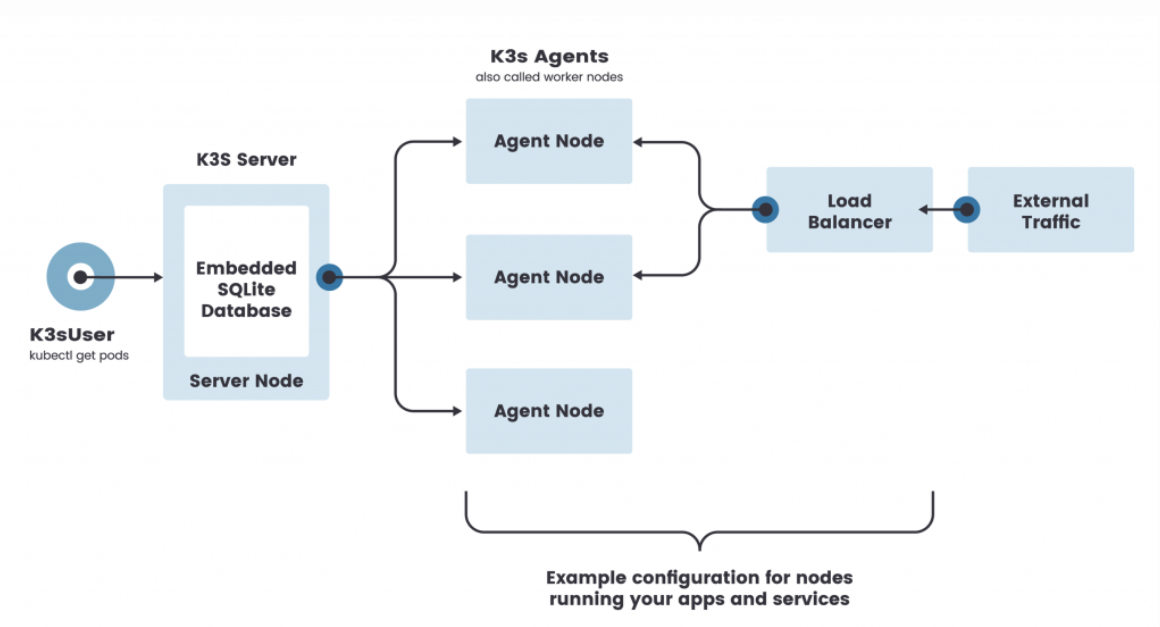 K3s Agents
also called worker nodes
Agent Node
K3S Server
Embedded
SQLite
Database
Server Node
K3sUser
kubectl get pods
Agent Node
Agent Node
Load
Balancer
External
Traffic
Example configuration for nodes
running your apps and services